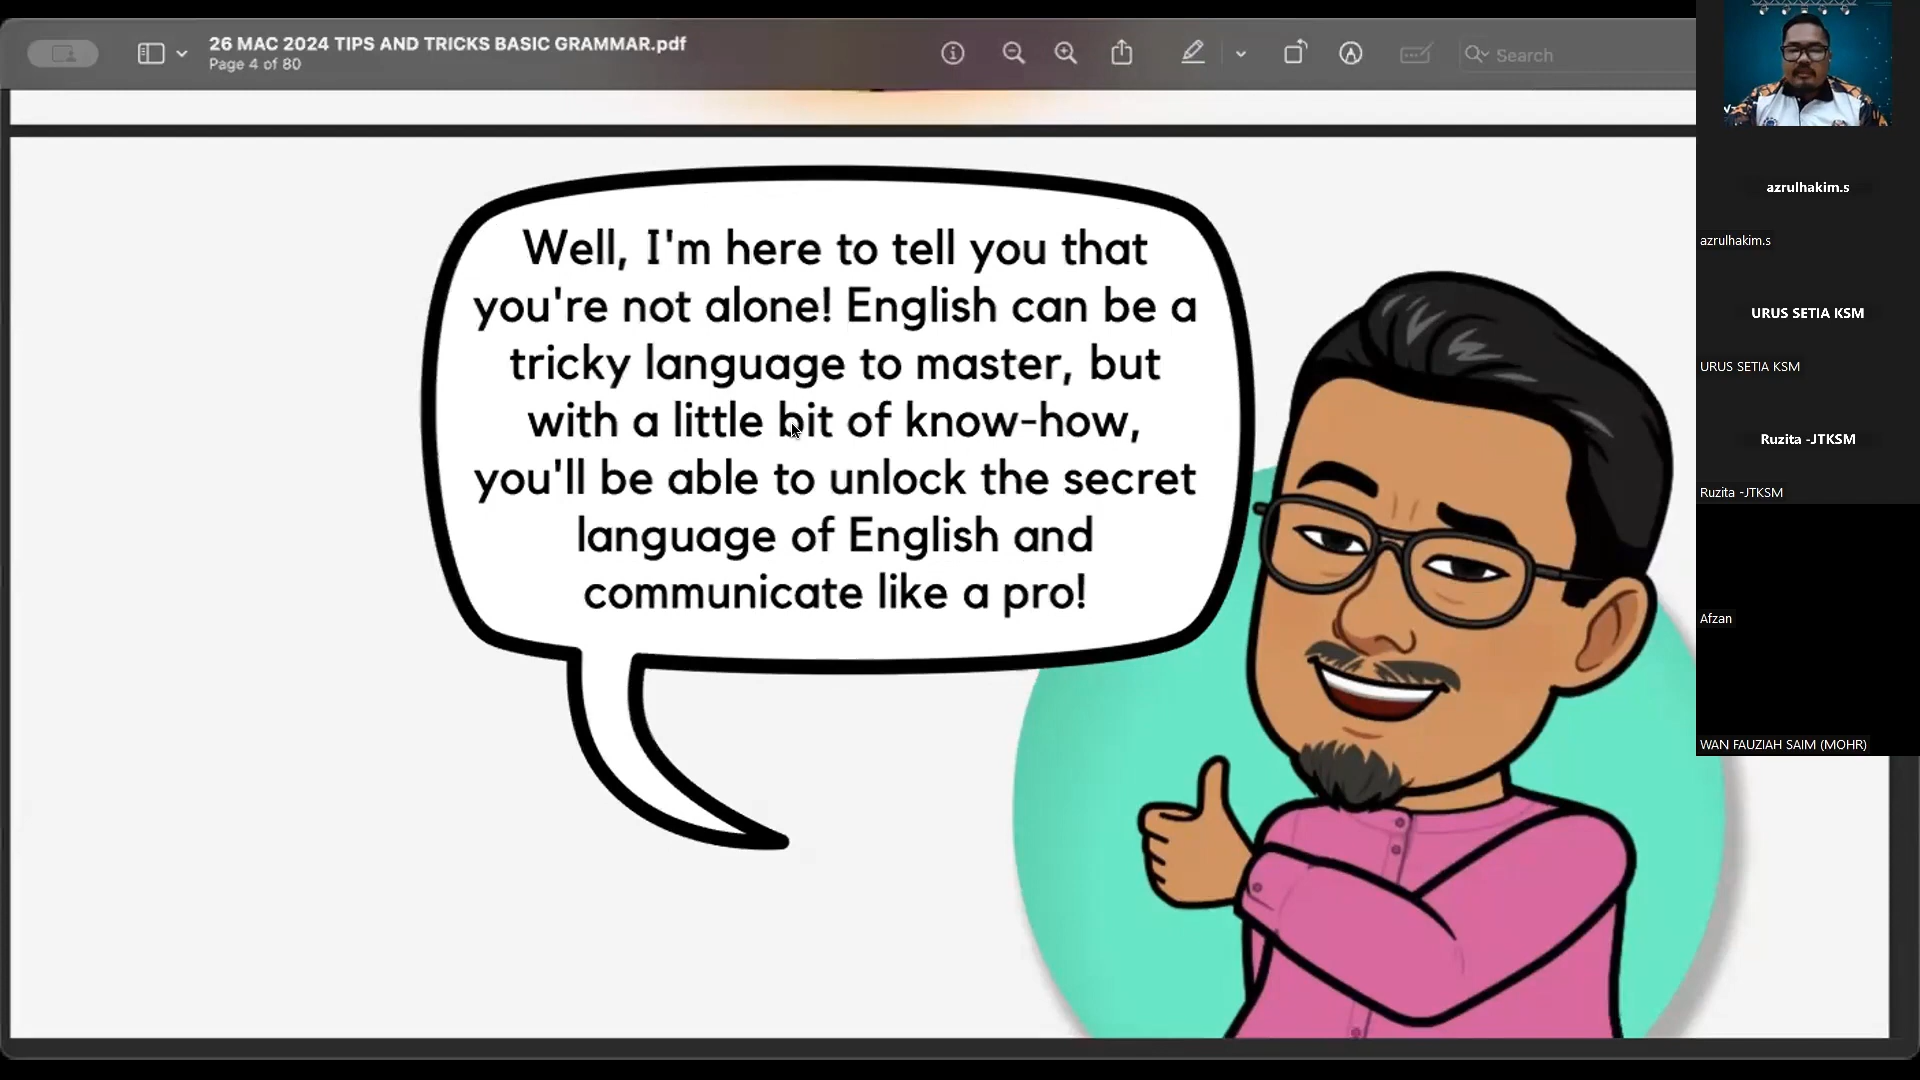 26 MAC 2024 TIPS AND TRICKS BASIC GRAMMAR.pdf
Page 4 of 80
Search
Well, I'm here to tell you that
you're not alone! English can be a
tricky language to master, but
with a little bit of know-how,
you'll be able to unlock the secret
language of English and
communicate like a pro!
azrulhakim.s
azrulhakim.s
URUS SETIA KSM
URUS SETIA KSM
Ruzita -JTKSM
Ruzita -JTKSM
Afzan
WAN FAUZIAH SAIM (MOHR)